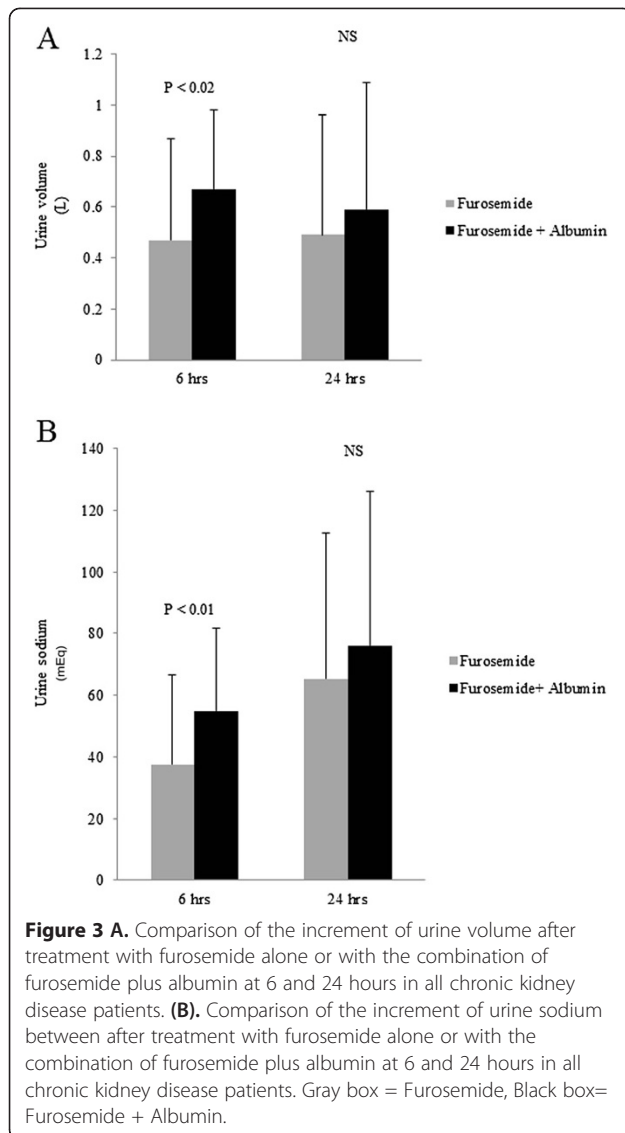 A
NS
P < 0.02
1.2
1
0.8
0.6
0.4
0.2
0
Urine volume
(L)
6 hrs
24 hrs
Furosemide
Furosemide + Albumin
B
NS
P < 0.01
140
120
100
80
60
40
20
0
Urine sodium
(mEq)
6 hrs
24 hrs
Furosemide
Furosemide+ Albumin
Figure 3 A. Comparison of the increment of urine volume after
treatment with furosemide alone or with the combination of
furosemide plus albumin at 6 and 24 hours in all chronic kidney
disease patients. (B). Comparison of the increment of urine sodium
between after treatment with furosemide alone or with the
combination of furosemide plus albumin at 6 and 24 hours in all
chronic kidney disease patients. Gray box = Furosemide, Black box=
Furosemide + Albumin.